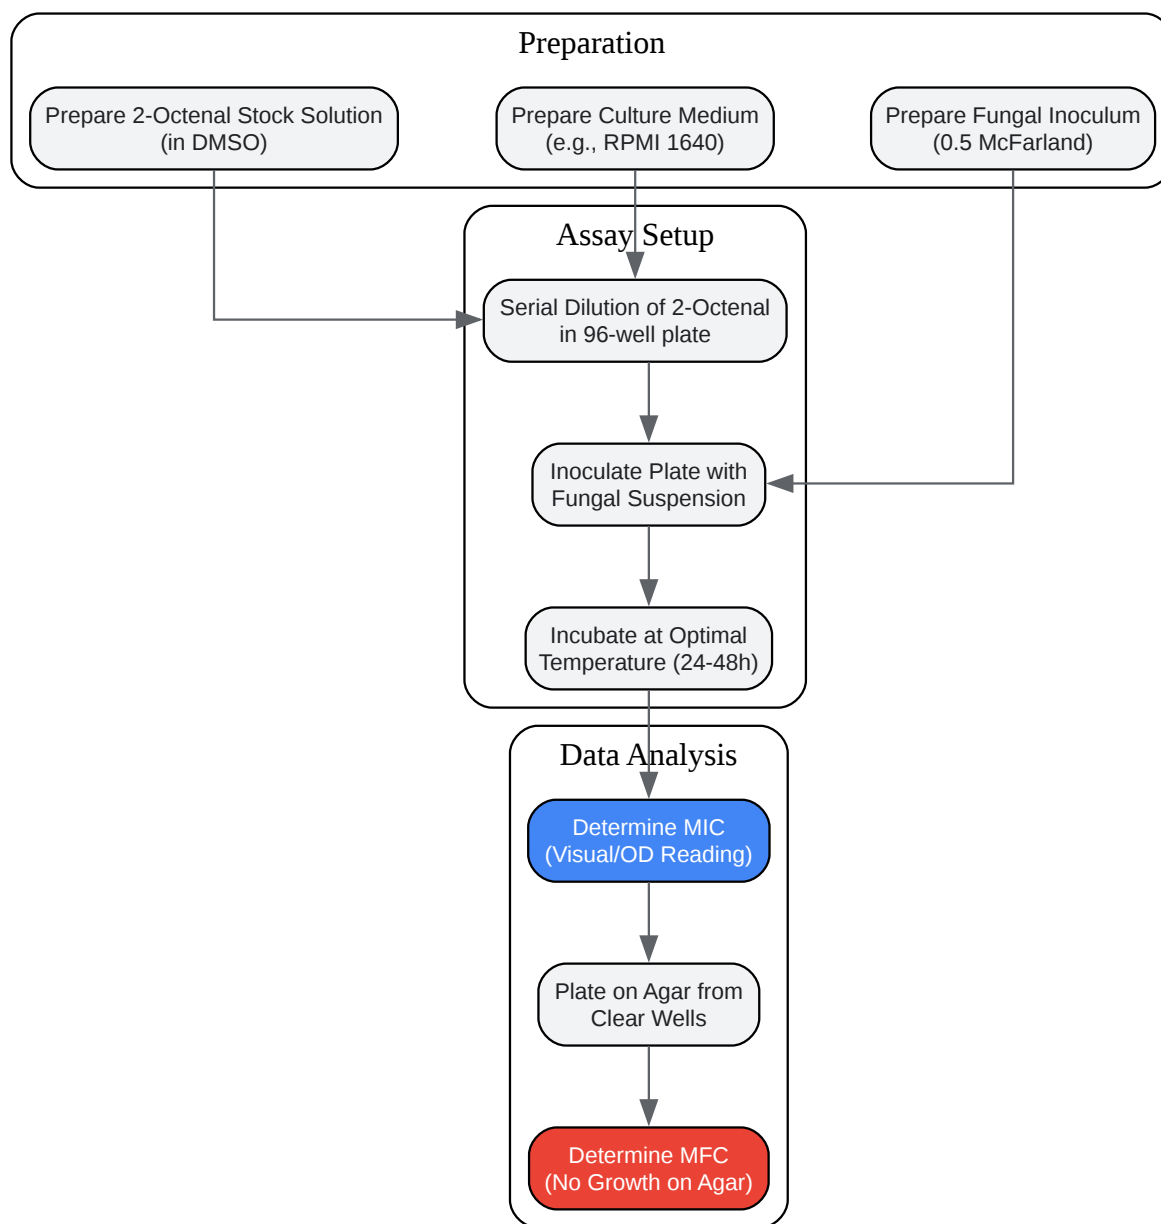 Preparation
Prepare 2-Octenal Stock Solution
(in DMSO)
Prepare Culture Medium
(e.g., RPMI 1640)
Prepare Fungal Inoculum
(0.5 McFarland)
Assay Setup
Serial Dilution of 2-Octenal
in 96-well plate
Inoculate Plate with
Fungal Suspension
Incubate at Optimal
Temperature (24-48h)
Data Analysis
Determine MIC
(Visual/OD Reading)
Plate on Agar from
Clear Wells
Determine MFC
(No Growth on Agar)